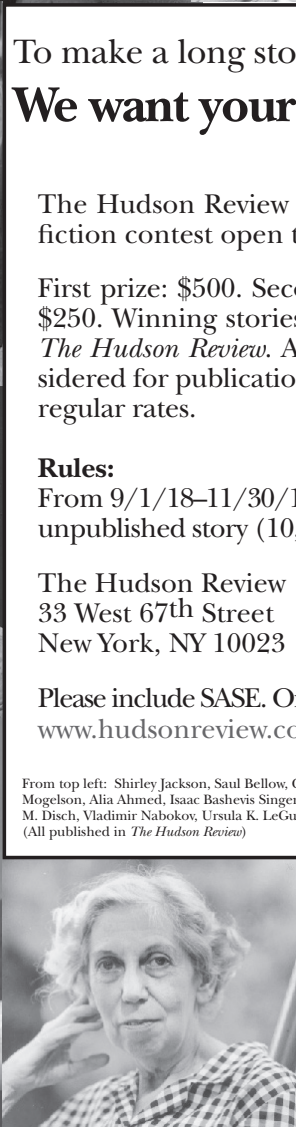 To make a long sto
We want your
The Hudson Review
fiction contest open t
First prize: $500. Seco
$250. Winning stories
The Hudson Review. A
sidered for publicatio
regular rates.
Rules:
From 9/1/18–11/30/1
unpublished story (10,
The Hudson Review
33 West 67th Street
New York, NY 10023
Please include SASE. O
www.hudsonreview.co
From top left: Shirley Jackson, Saul Bellow,
Mogelson, Alia Ahmed, Isaac Bashevis Singer
M. Disch, Vladimir Nabokov, Ursula K. LeGu
(All published in The Hudson Review)